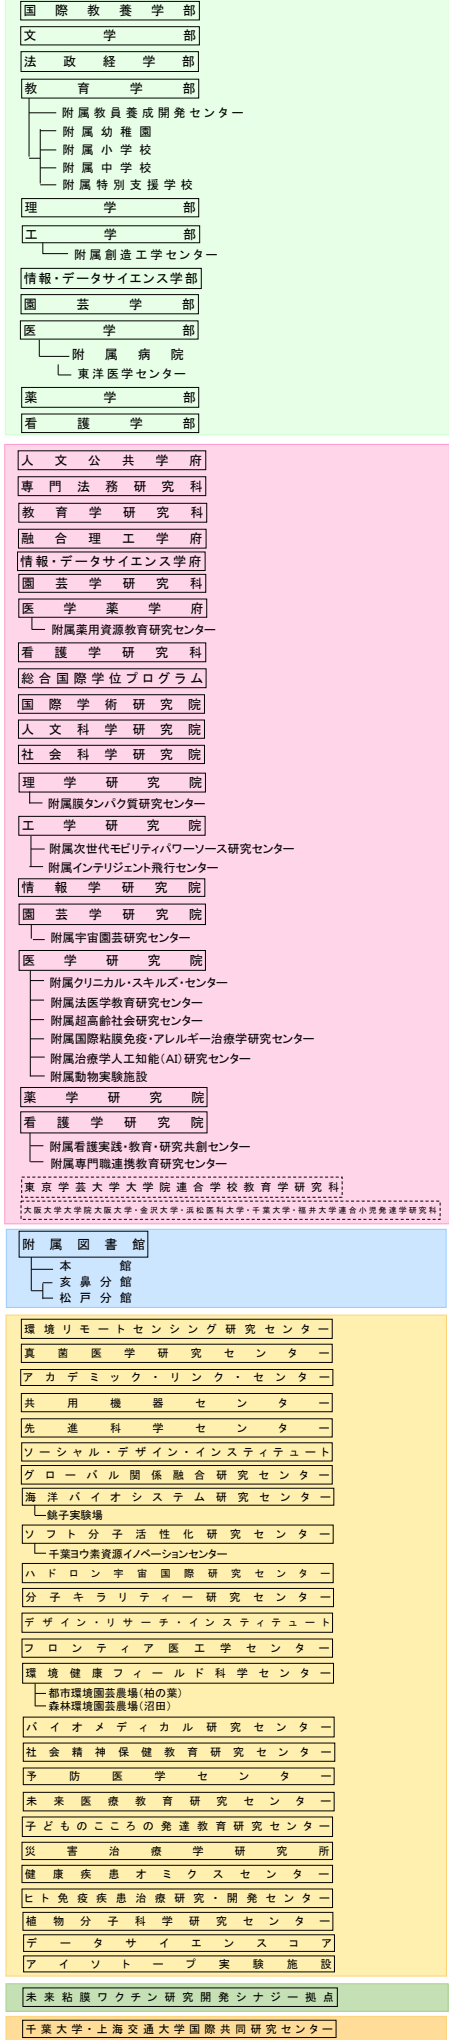 国際教養学部
文学部
法政経学部
教育学部
附属教員養成開発センター
附属幼稚園
附属小学校
附属中学校
附属特別支援学校
理学部
工学部
附属創造工学センター
情報・データサイエンス学部
園芸学部
医学部
附属病院
東洋医学センター
薬学部
看護学部
人文公共学府
専門法務研究科
教育学研究科
融合理工学府
情報・データサイエンス学府
園芸学研究科
医学薬学府
附属薬用資源教育研究センター
看護学研究科
総合国際学位プログラム
国際学術研究院
人文科学研究院
社会科学研究院
理学研究院
附属膜タンパク質研究センター
工学研究院
附属次世代モビリティパワーソース研究センター
附属インテリジェント飛行センター
情報学研究院
園芸学研究院
附属宇宙園芸研究センター
医学研究院
附属クリニカル・スキルズ・センター
附属法医学教育研究センター
附属超高齢社会研究センター
附属国際粘膜免疫・アレルギー治療学研究センター
附属治療学人工知能(AI)研究センター
附属動物実験施設
薬学研究院
看護学研究院
附属看護実践・教育・研究共創センター
附属専門職連携教育研究センター
東京学芸大学大学院連合学校教育学研究科
大阪大学大学院大阪大学・金沢大学・浜松医科大学・千葉大学・福井大学連合小児発達学研究科
附属図書館
本館
亥鼻分館
松戸分館
環境リモートセンシング研究センター
真菌医学研究センター
アカデミック・リンク・センター
共用機器センター
先進科学センター
ソーシャル・デザイン・インスティテュート
グローバル関係融合研究センター
海洋バイオシステム研究センター
銚子実験場
ソフト分子活性化研究センター
千葉ヨウ素資源イノベーションセンター
ハドロン宇宙国際研究センター
分子キラリティー研究センター
デザイン・リサーチ・インスティテュート
フロンティア医工学センター
環境健康フィールド科学センター
都市環境園芸農場(柏の葉)
森林環境園芸農場(沼田)
バイオメディカル研究センター
社会精神保健教育研究センター
予防医学センター
未来医療教育研究センター
子どものこころの発達教育研究センター
災害治療学研究所
健康疾患オミクスセンター
ヒト免疫疾患治療研究・開発センター
植物分子科学研究センター
データサイエンスコア
アイソトープ実験施設
未来粘膜ワクチン研究開発シナジー拠点
千葉大学・上海交通大学国際共同研究センター